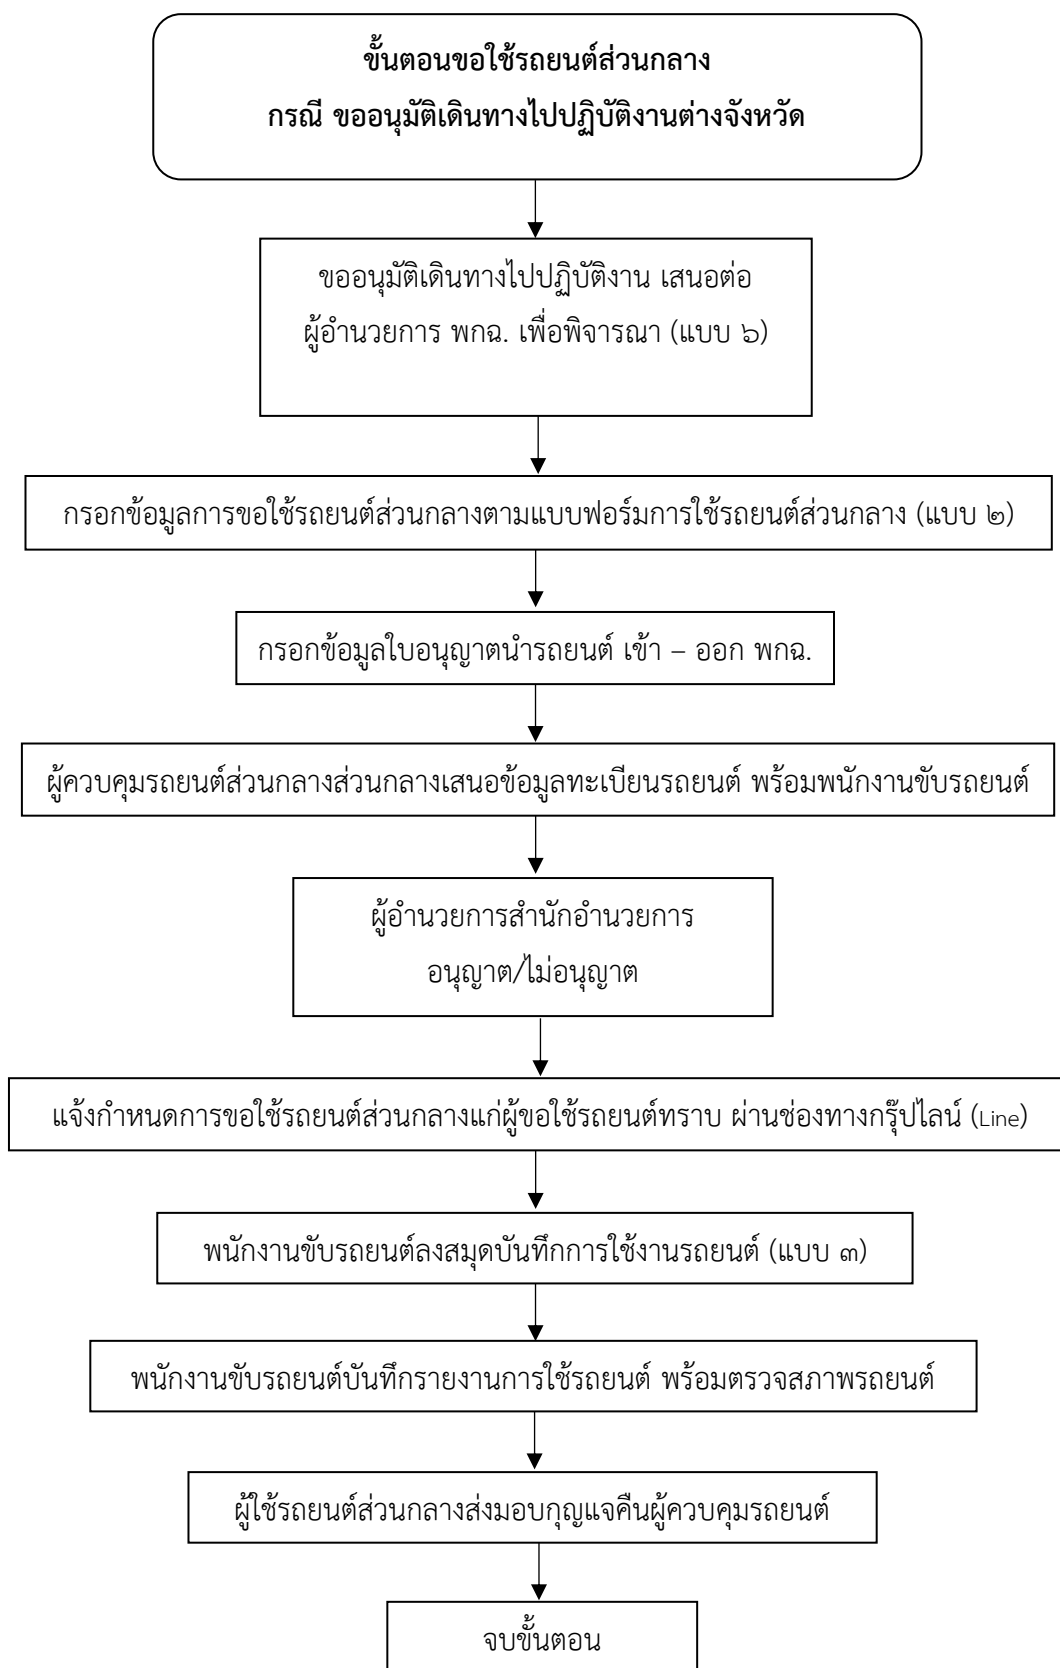 ขั้นตอนขอใช้รถยนต์ส่วนกลาง
กรณี ขออนุมัติเดินทางไปปฏิบัติงานต่างจังหวัด
ขออนุมัติเดินทางไปปฏิบัติงาน เสนอต่อ
ผู้อำนวยการ พกฉ. เพื่อพิจารณา (แบบ ๖)
กรอกข้อมูลการขอใช้รถยนต์ส่วนกลางตามแบบฟอร์มการใช้รถยนต์ส่วนกลาง (แบบ ๒)
กรอกข้อมูลใบอนุญาตนำรถยนต์ เข้า – ออก พกฉ.
ผู้ควบคุมรถยนต์ส่วนกลางส่วนกลางเสนอข้อมูลทะเบียนรถยนต์ พร้อมพนักงานขับรถยนต์
ผู้อำนวยการสำนักอำนวยการ
อนุญาต/ไม่อนุญาต
แจ้งกำหนดการขอใช้รถยนต์ส่วนกลางแก่ผู้ขอใช้รถยนต์ทราบ ผ่านช่องทางกรุ๊ปไลน์ (Line)
พนักงานขับรถยนต์ลงสมุดบันทึกการใช้งานรถยนต์ (แบบ ๓)
พนักงานขับรถยนต์บันทึกรายงานการใช้รถยนต์ พร้อมตรวจสภาพรถยนต์
ผู้ใช้รถยนต์ส่วนกลางส่งมอบกุญแจคืนผู้ควบคุมรถยนต์
จบขั้นตอน